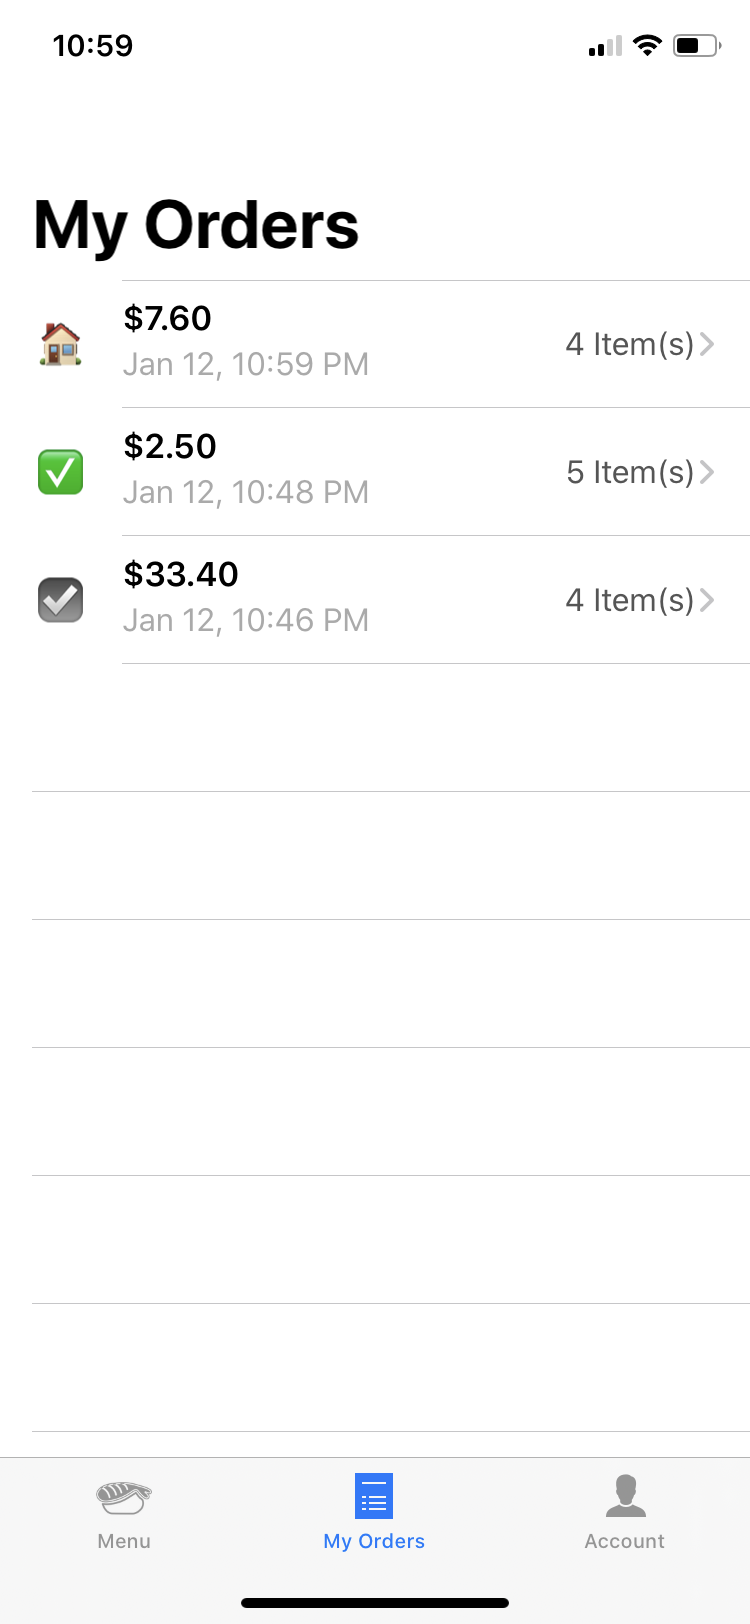 10:59
My Orders
$7.60
Jan 12, 10:59 PM
4 Item(s)
$2.50
Jan 12, 10:48 PM
5 Item(s)
$33.40
Jan 12, 10:46 PM
4 Item(s)
Menu
My Orders
Account